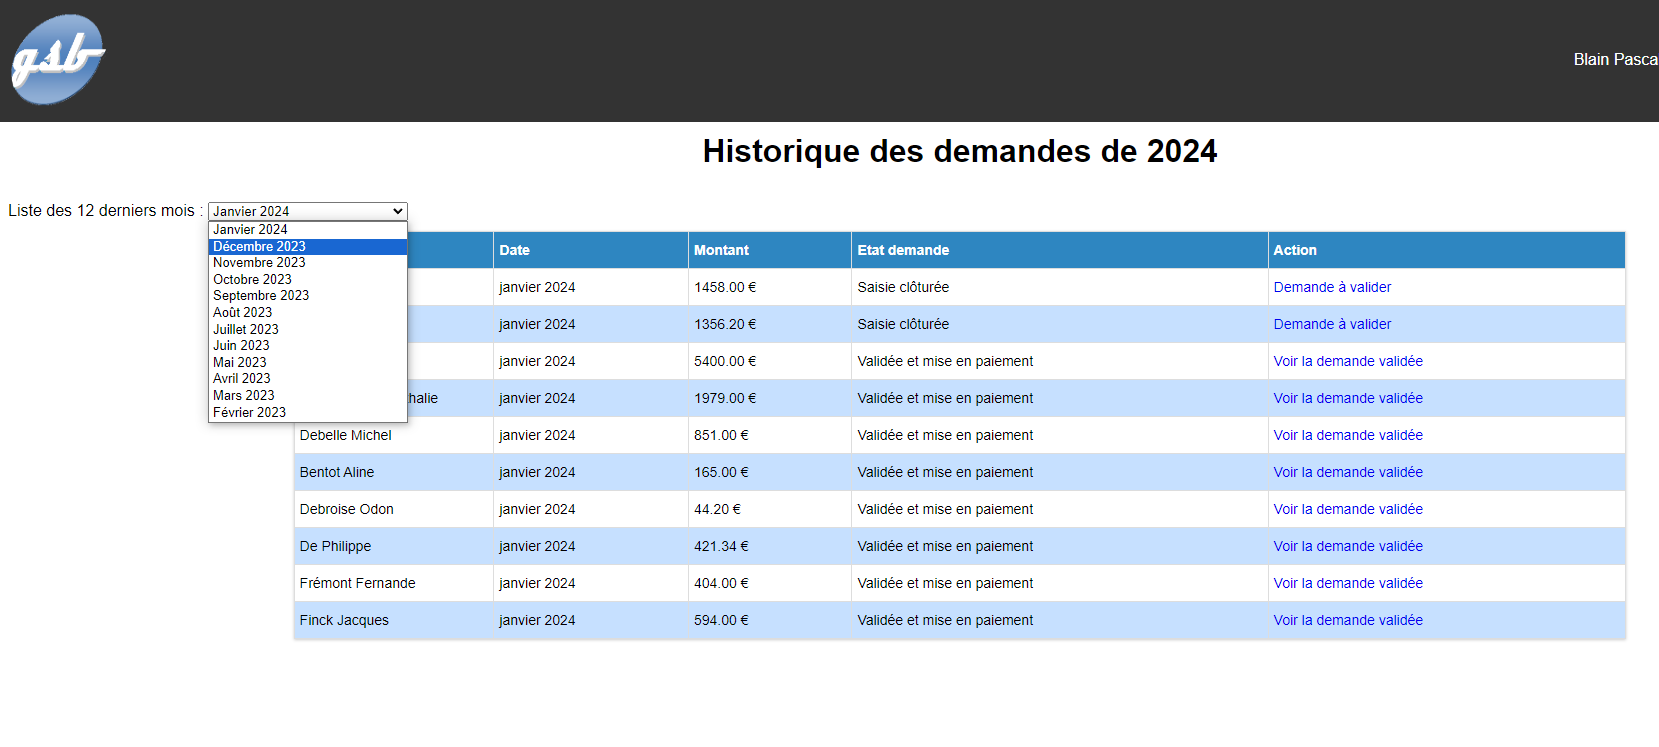 gsb
Blain Pasca
Historique des demandes de 2024
Liste des 12 derniers mois : Janvier 2024
Janvier 2024
Décembre 2023
Novembre 2023
Octobre 2023
Septembre 2023
Août 2023
Juillet 2023
Juin 2023
Mai 2023
Avril 2023
Mars 2023
Février 2023
Date Montant Etat demande Action
janvier 2024 1458.00 € Saisie clôturée Demande à valider
janvier 2024 1356.20 € Saisie clôturée Demande à valider
janvier 2024 5400.00 € Validée et mise en paiement Voir la demande validée
halie janvier 2024 1979.00 € Validée et mise en paiement Voir la demande validée
Debelle Michel janvier 2024 851.00 € Validée et mise en paiement Voir la demande validée
Bentot Aline janvier 2024 165.00 € Validée et mise en paiement Voir la demande validée
Debroise Odon janvier 2024 44.20 € Validée et mise en paiement Voir la demande validée
De Philippe janvier 2024 421.34 € Validée et mise en paiement Voir la demande validée
Frémont Fernande janvier 2024 404.00 € Validée et mise en paiement Voir la demande validée
Finck Jacques janvier 2024 594.00 € Validée et mise en paiement Voir la demande validée